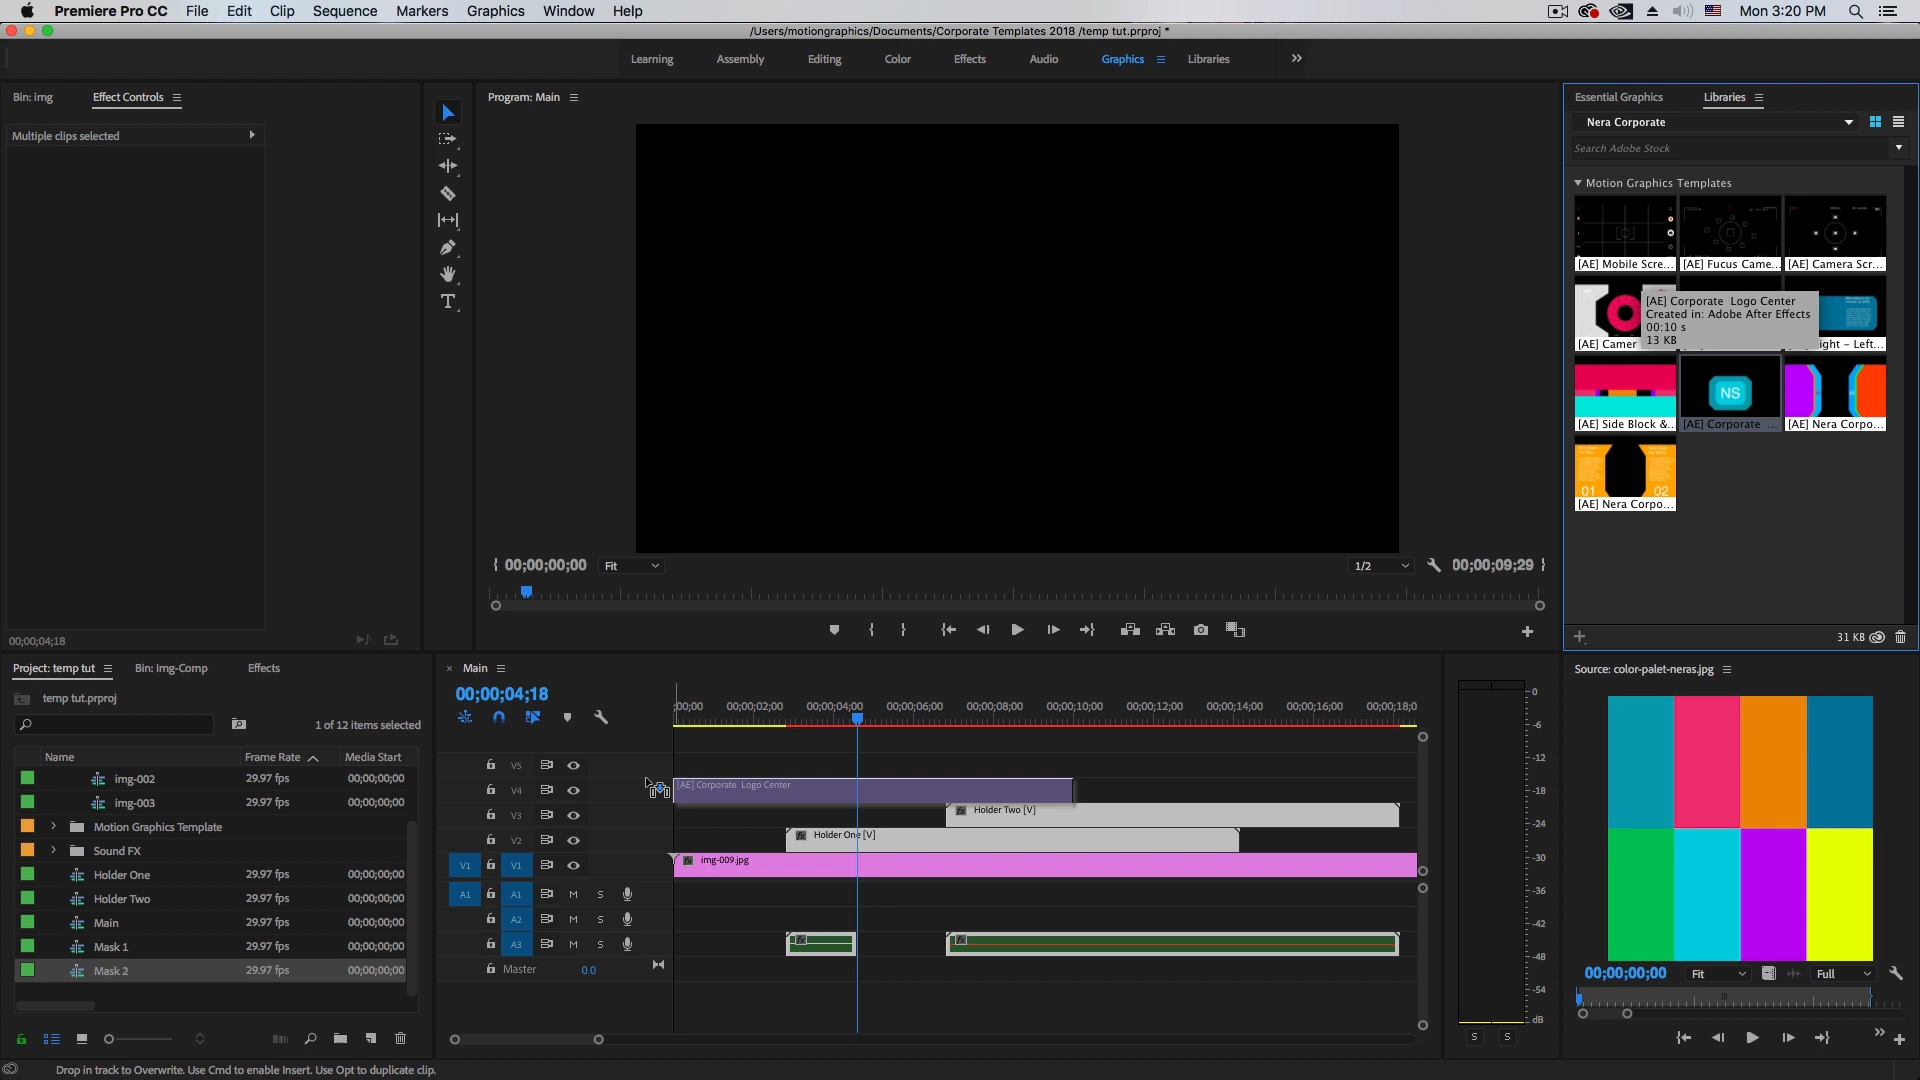 Premiere Pro CC File Edit Clip Sequence Markers Graphics Window Help Mon 3:20 PM
/Users/motiongraphics/Documents/Corporate Templates 2018 /temp tut.prproj *
Learning Assembly Editing Color Effects Audio Graphics Libraries
Bin: img Effect Controls
Multiple clips selected
00;00;04;18
Program: Main
00;00;00;00 Fit 1/2 00;00;09;29
Essential Graphics Libraries
Nera Corporate
Search Adobe Stock
Motion Graphics Templates
[AE] Mobile Scre... [AE] Fucus Came... [AE] Camera Scr...
[AE] Corporate  Logo Center
Created in: Adobe After Effects
00:10 s
13 KB
[AE] Camer ight - Left...
NS
[AE] Side Block &... [AE] Corporate ... [AE] Nera Corpo...
01 02
[AE] Nera Corpo...
31 KB
Project: temp tut Bin: Img-Comp Effects
temp tut.prproj
1 of 12 items selected
Name Frame Rate Media Start
img-002 29.97 fps 00;00;00;00
img-003 29.97 fps 00;00;00;00
Motion Graphics Template
Sound FX
Holder One 29.97 fps 00;00;00;00
Holder Two 29.97 fps 00;00;00;00
Main 29.97 fps 00;00;00;00
Mask 1 29.97 fps 00;00;00;00
Mask 2 29.97 fps 00;00;00;00
× Main
00;00;04;18
;00;00 00;00;02;00 00;00;04;00 00;00;06;00 00;00;08;00 00;00;10;00 00;00;12;00 00;00;14;00 00;00;16;00 00;00;18;0
V5
V4 [AE] Corporate  Logo Center
V3 fx Holder Two [V]
V2 fx Holder One [V]
V1 V1 fx img-009.jpg
A1 A1 M S
A2 M S
A3 M S fx fx
Master 0.0
0
-6
-12
-18
-24
-30
-36
-42
-48
-54
dB
S S
Source: color-palet-neras.jpg
00;00;00;00 Fit Full
Drop in track to Overwrite. Use Cmd to enable Insert. Use Opt to duplicate clip.